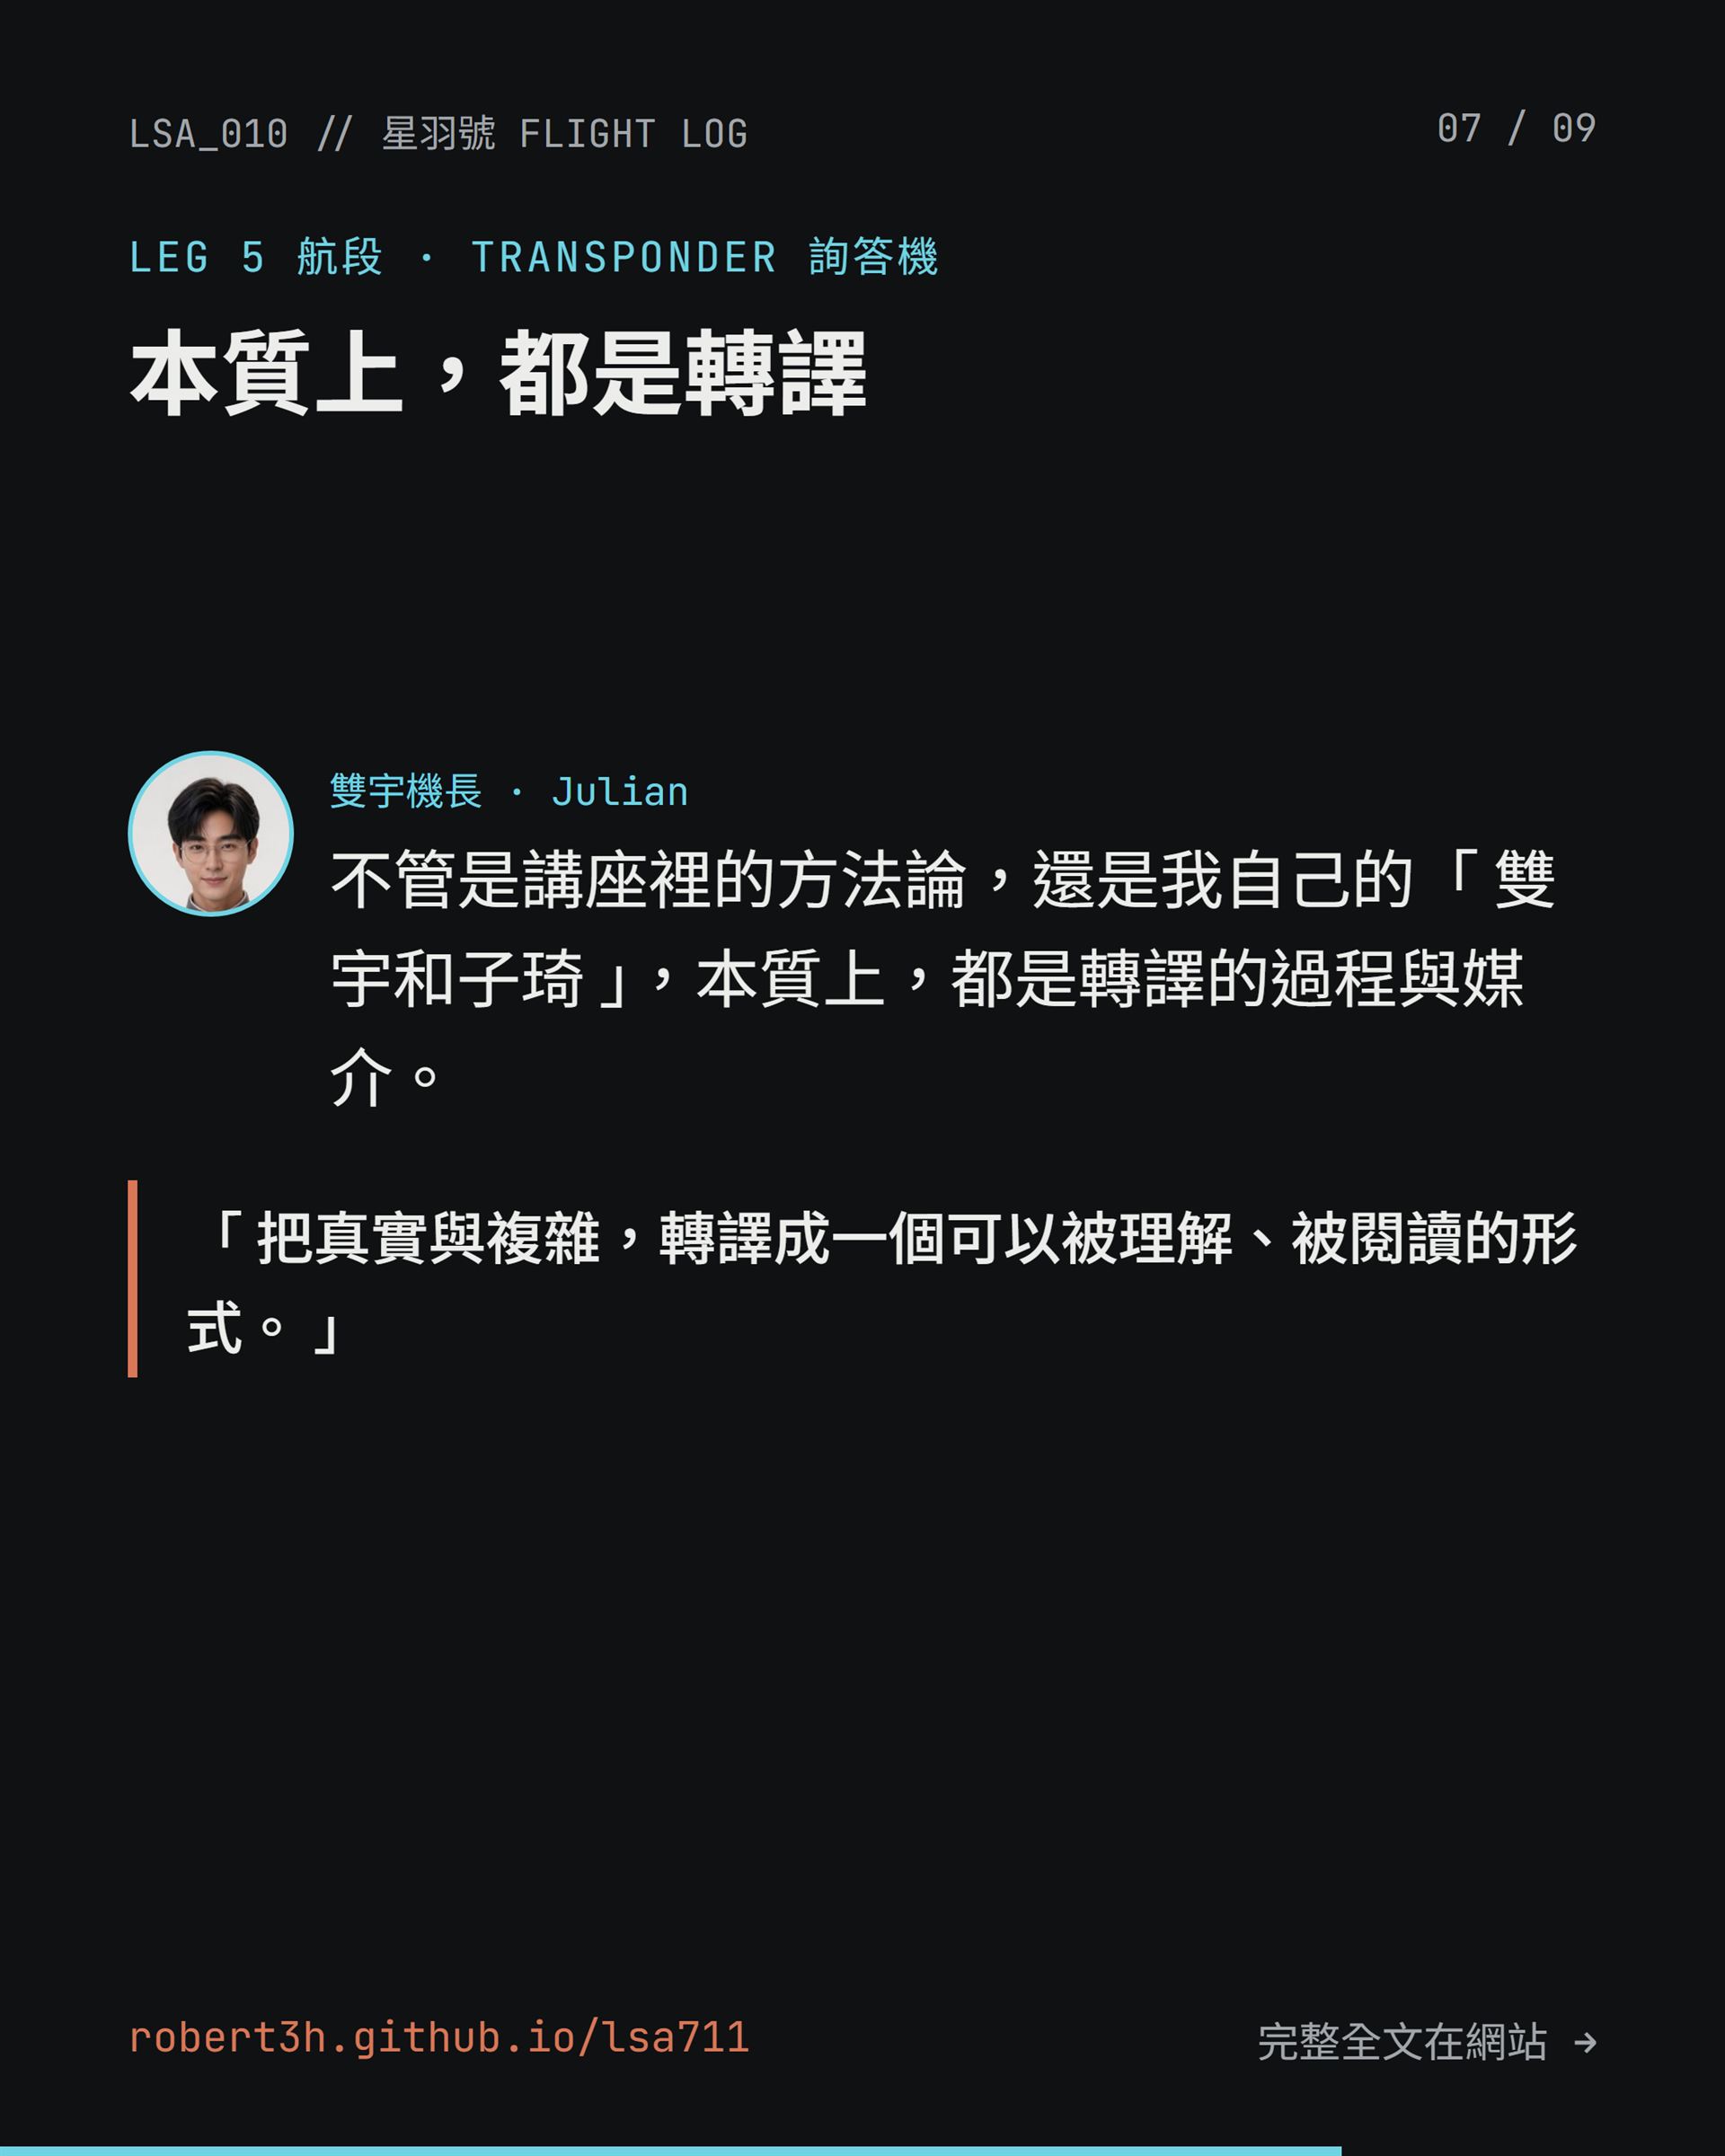 LSA_010 // 星羽號 FLIGHT LOG
07 / 09
LEG 5 航段 · TRANSPONDER 詢答機
本質上，都是轉譯
雙宇機長 · Julian
不管是講座裡的方法論，還是我自己的「雙
宇和子琦」，本質上，都是轉譯的過程與媒
介。
「把真實與複雜，轉譯成一個可以被理解、被閱讀的形
式。」
robert3h.github.io/lsa711
完整全文在網站 →